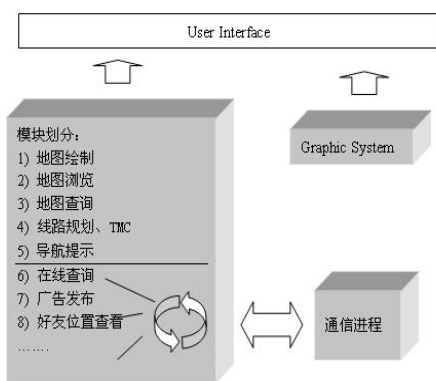 User Interface
模块划分：
1) 地图绘制
2) 地图浏览
3) 地图查询
4) 线路规划、TMC
5) 导航提示
6) 在线查询
7) 广告发布
8) 好友位置查看
…….
Graphic System
通信进程